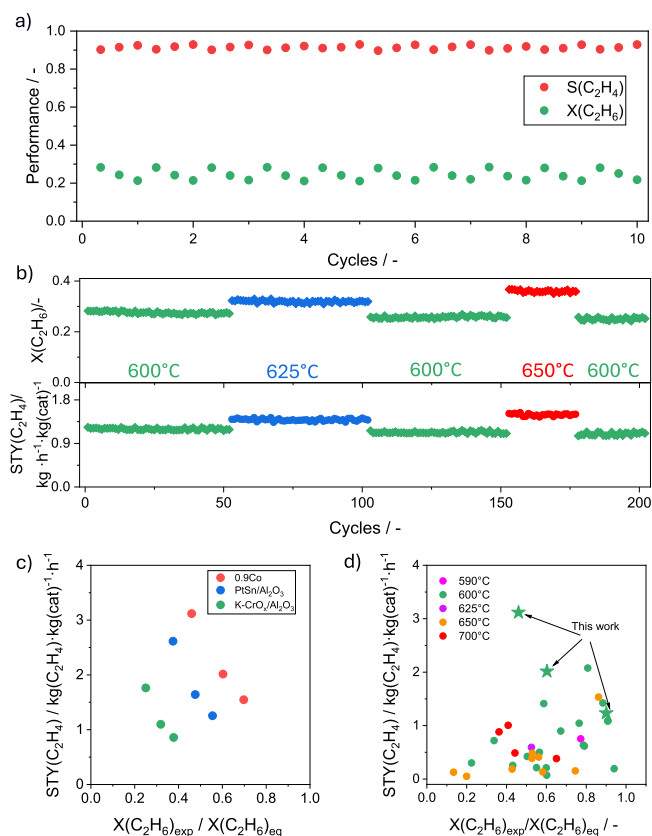 a)
1.0
0.8
0.6
0.4
0.2
0.0
Performance / -
S(C₂H₄)
X(C₂H₆)
0 2 4 6 8 10
Cycles / -
b)
0.4
0.3
0.0
X(C₂H₆)/-
600°C 625°C 600°C 650°C 600°C
1.8
0.9
0.0
STY(C₂H₄)/
kg ·h⁻¹·kg(cat)⁻¹
0 50 100 150 200
Cycles / -
c)
4
3
2
1
0
STY(C₂H₄) / kg(C₂H₄)·kg(cat)⁻¹·h⁻¹
0.9Co
PtSn/Al₂O₃
K-CrOₓ/Al₂O₃
0.0 0.2 0.4 0.6 0.8 1.0
X(C₂H₆)exp / X(C₂H₆)eq
d)
4
3
2
1
0
STY(C₂H₄) / kg(C₂H₄)·kg(cat)⁻¹·h⁻¹
590°C
600°C
625°C
650°C
700°C
This work
0.0 0.2 0.4 0.6 0.8 1.0
X(C₂H₆)exp/X(C₂H₆)eq / -